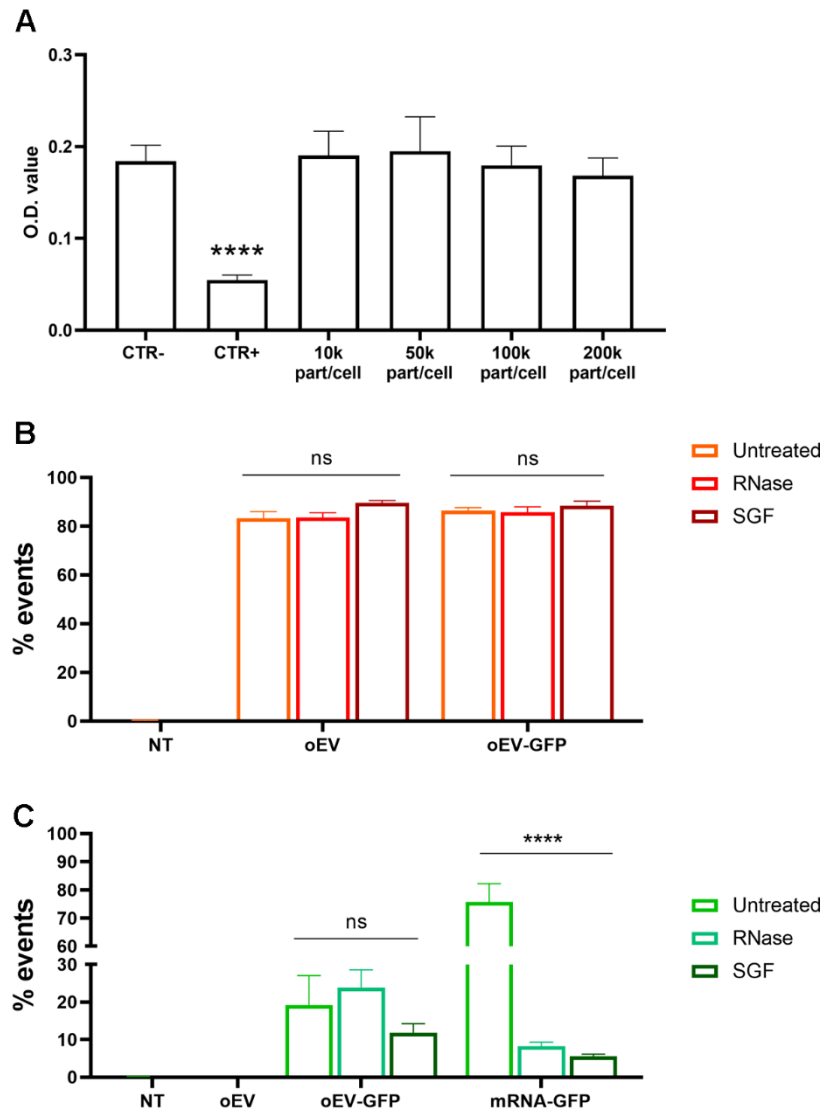 A
O.D. value
0.3
0.2
0.1
0.0
****
CTR-
CTR+
10k
part/cell
50k
part/cell
100k
part/cell
200k
part/cell
B
% events
100
80
60
40
20
0
ns
ns
NT
oEV
oEV-GFP
Untreated
RNase
SGF
C
% events
100
90
80
70
60
30
20
10
0
ns
****
NT
oEV
oEV-GFP
mRNA-GFP
Untreated
RNase
SGF